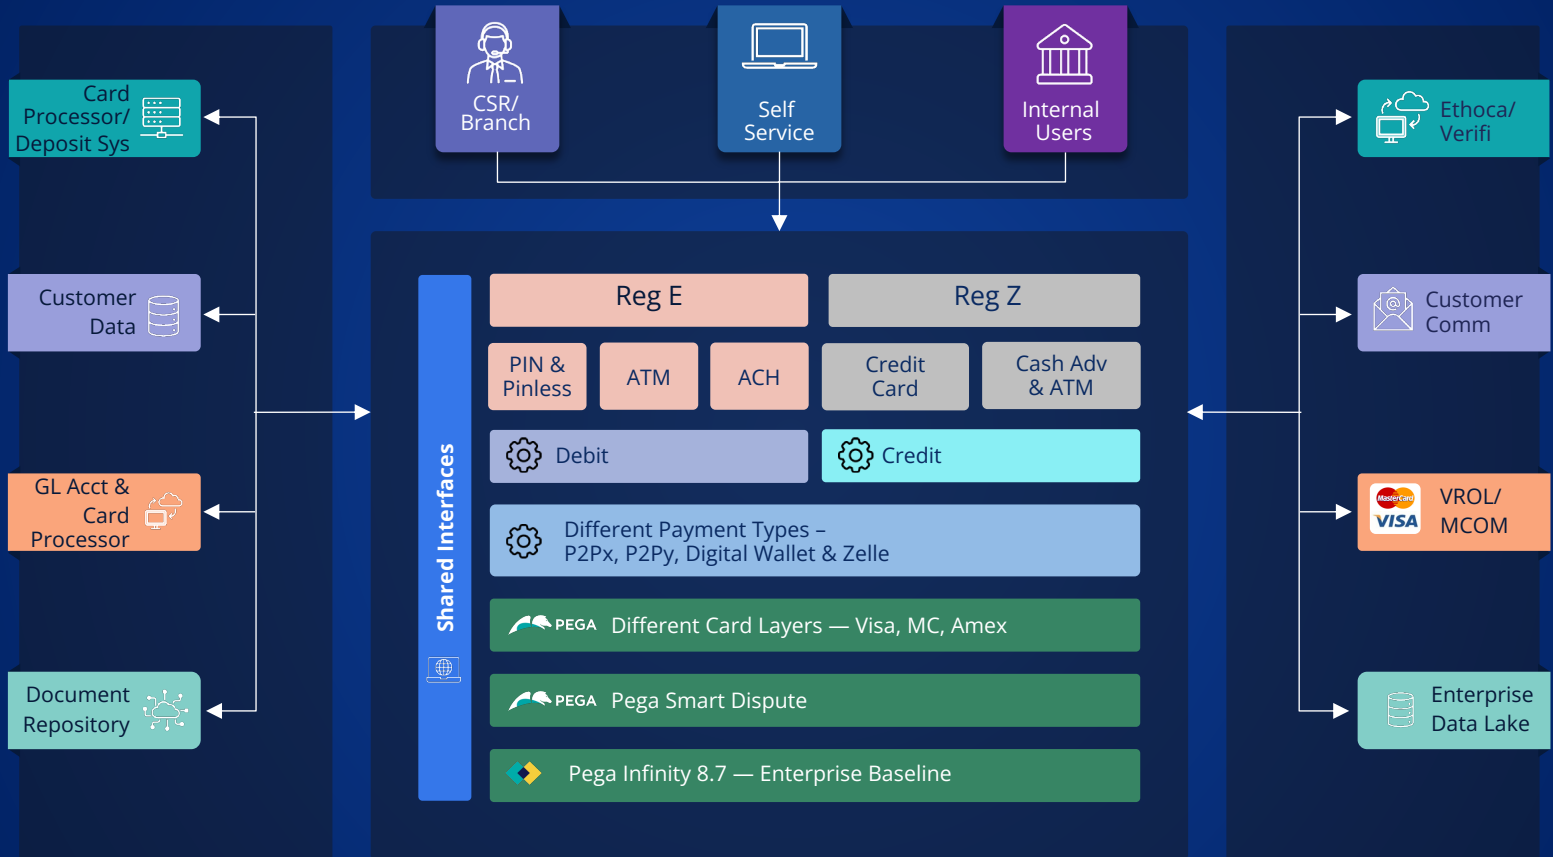 CSR/
Branch
Self
Service
Internal
Users
Card
Processor/
Deposit Sys
Customer
Data
GL Acct &
Card
Processor
Document
Repository
Shared Interfaces
Reg E
Reg Z
PIN &
Pinless
ATM
ACH
Credit
Card
Cash Adv
& ATM
Debit
Credit
Different Payment Types –
P2Px, P2Py, Digital Wallet & Zelle
PEGA
Different Card Layers — Visa, MC, Amex
PEGA
Pega Smart Dispute
Pega Infinity 8.7 — Enterprise Baseline
Ethoca/
Verifi
@
Customer
Comm
MasterCard
VISA
VROL/
MCOM
Enterprise
Data Lake